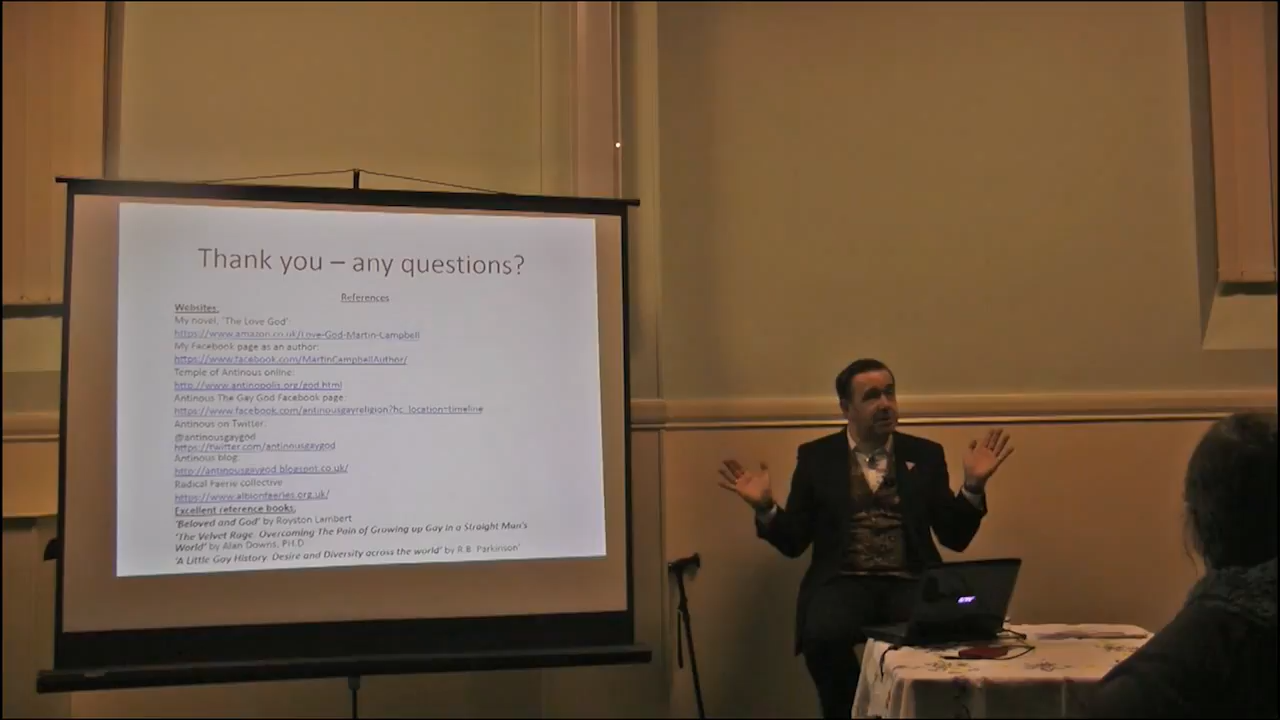 Thank you – any questions?
References
Websites:
My novel, 'The Love God':
https://www.amazon.co.uk/Love-God-Martin-Campbell
My Facebook page as an author:
https://www.facebook.com/MartinCampbellAuthor/
Temple of Antinous online:
http://www.antinopolis.org/god.html
Antinous The Gay God Facebook page:
https://www.facebook.com/antinousgayreligion?hc_location=timeline
Antinous on Twitter:
@antinousgaygod
https://twitter.com/antinousgaygod
Antinous blog:
http://antinousgaygod.blogspot.co.uk/
Radical Faerie collective
https://www.albionfaeries.org.uk/
Excellent reference books.
'Beloved and God' by Royston Lambert
'The Velvet Rage. Overcoming The Pain of Growing up Gay in a Straight Man's
World' by Alan Downs, PH.D
'A Little Gay History. Desire and Diversity across the world' by R.B. Parkinson'